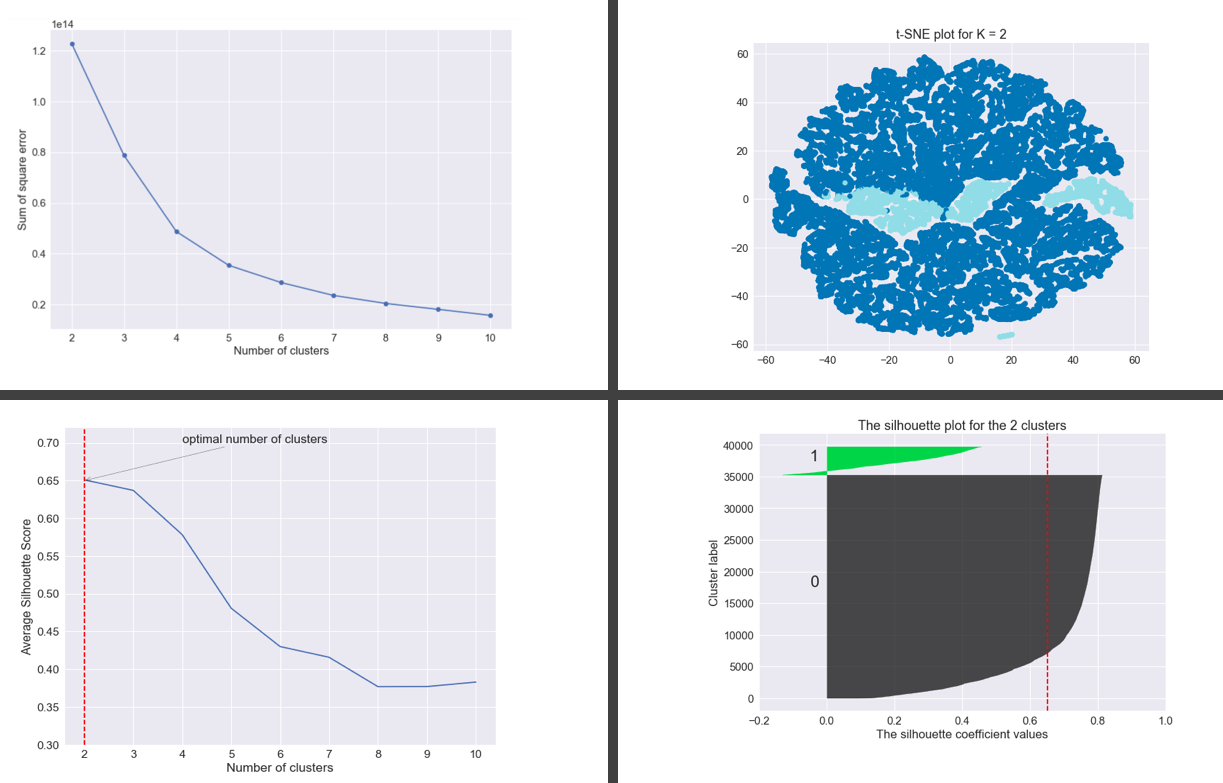 1e14
1.2
1.0
0.8
0.6
0.4
0.2
Sum of square error
2 3 4 5 6 7 8 9 10
Number of clusters
t-SNE plot for K = 2
60
40
20
0
−20
−40
−60
−60 −40 −20 0 20 40 60
optimal number of clusters
0.70
0.65
0.60
0.55
0.50
0.45
0.40
0.35
0.30
Average Silhouette Score
2 3 4 5 6 7 8 9 10
Number of clusters
The silhouette plot for the 2 clusters
40000
35000
30000
25000
20000
15000
10000
5000
0
Cluster label
1
0
−0.2 0.0 0.2 0.4 0.6 0.8 1.0
The silhouette coefficient values